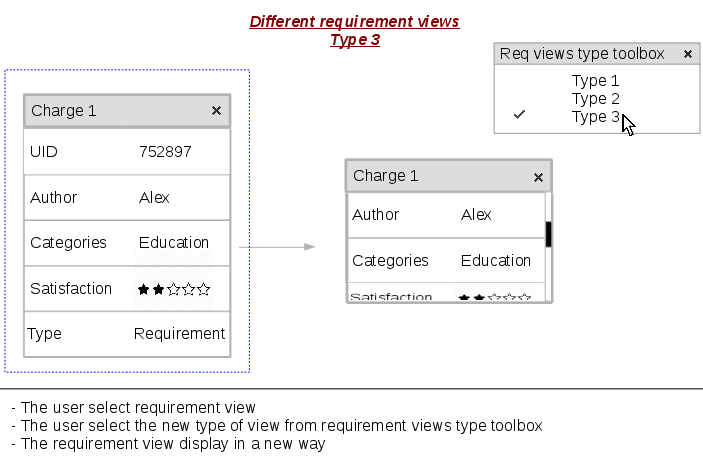 Different requirement views
Type 3
Req views type toolbox
Type 1
Type 2
Type 3
Charge 1
UID 752897
Author Alex
Categories Education
Satisfaction
Type Requirement
Charge 1
Author Alex
Categories Education
Satisfaction
- The user select requirement view
- The user select the new type of view from requirement views type toolbox
- The requirement view display in a new way